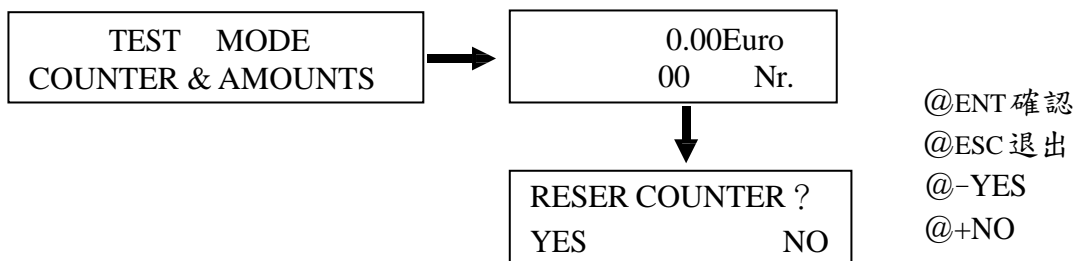 TEST MODE
COUNTER & AMOUNTS
0.00Euro
00 Nr.
RESER COUNTER？
YES NO
@ENT確認
@ESC退出
@-YES
@+NO